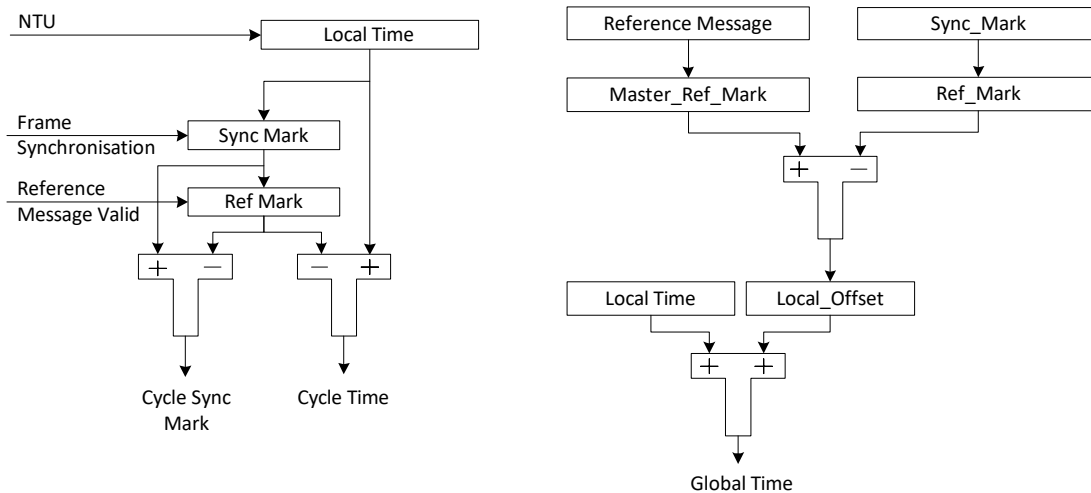 NTU
Local Time
Frame
Synchronisation
Sync Mark
Reference
Message Valid
Ref Mark
+ −
− +
Cycle Sync
Mark
Cycle Time
Reference Message
Sync_Mark
Master_Ref_Mark
Ref_Mark
+ −
Local Time
Local_Offset
+ +
Global Time